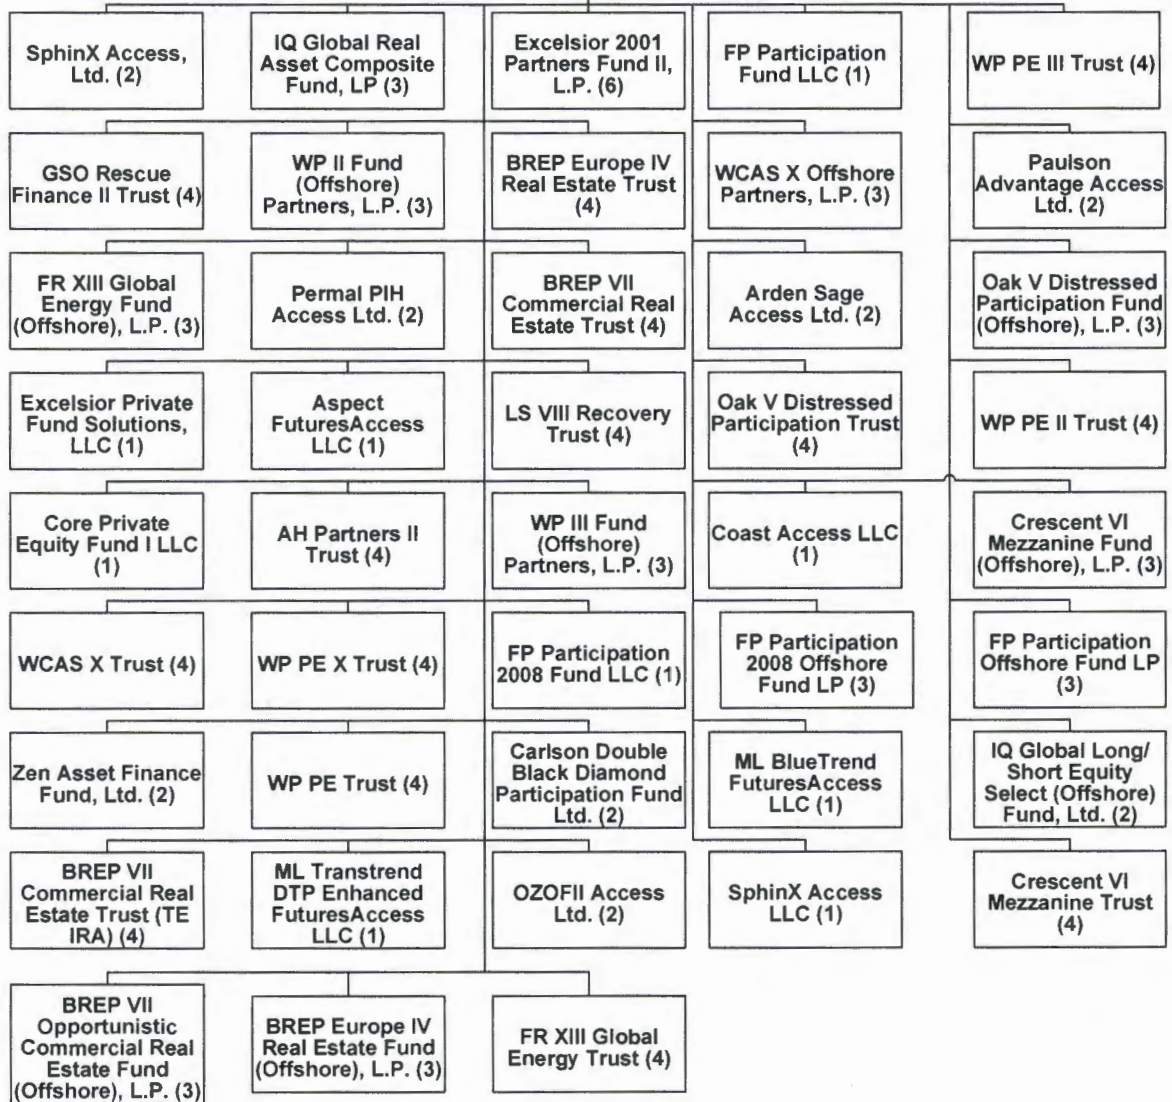 SphinX Access,
Ltd. (2)
IQ Global Real
Asset Composite
Fund, LP (3)
Excelsior 2001
Partners Fund II,
L.P. (6)
FP Participation
Fund LLC (1)
WP PE III Trust (4)
GSO Rescue
Finance II Trust (4)
WP II Fund
(Offshore)
Partners, L.P. (3)
BREP Europe IV
Real Estate Trust
(4)
WCAS X Offshore
Partners, L.P. (3)
Paulson
Advantage Access
Ltd. (2)
FR XIII Global
Energy Fund
(Offshore), L.P. (3)
Permal PIH
Access Ltd. (2)
BREP VII
Commercial Real
Estate Trust (4)
Arden Sage
Access Ltd. (2)
Oak V Distressed
Participation Fund
(Offshore), L.P. (3)
Excelsior Private
Fund Solutions,
LLC (1)
Aspect
FuturesAccess
LLC (1)
LS VIII Recovery
Trust (4)
Oak V Distressed
Participation Trust
(4)
WP PE II Trust (4)
Core Private
Equity Fund I LLC
(1)
AH Partners II
Trust (4)
WP III Fund
(Offshore)
Partners, L.P. (3)
Coast Access LLC
(1)
Crescent VI
Mezzanine Fund
(Offshore), L.P. (3)
WCAS X Trust (4)
WP PE X Trust (4)
FP Participation
2008 Fund LLC (1)
FP Participation
2008 Offshore
Fund LP (3)
FP Participation
Offshore Fund LP
(3)
Zen Asset Finance
Fund, Ltd. (2)
WP PE Trust (4)
Carlson Double
Black Diamond
Participation Fund
Ltd. (2)
ML BlueTrend
FuturesAccess
LLC (1)
IQ Global Long/
Short Equity
Select (Offshore)
Fund, Ltd. (2)
BREP VII
Commercial Real
Estate Trust (TE
IRA) (4)
ML Transtrend
DTP Enhanced
FuturesAccess
LLC (1)
OZOFII Access
Ltd. (2)
SphinX Access
LLC (1)
Crescent VI
Mezzanine Trust
(4)
BREP VII
Opportunistic
Commercial Real
Estate Fund
(Offshore), L.P. (3)
BREP Europe IV
Real Estate Fund
(Offshore), L.P. (3)
FR XIII Global
Energy Trust (4)